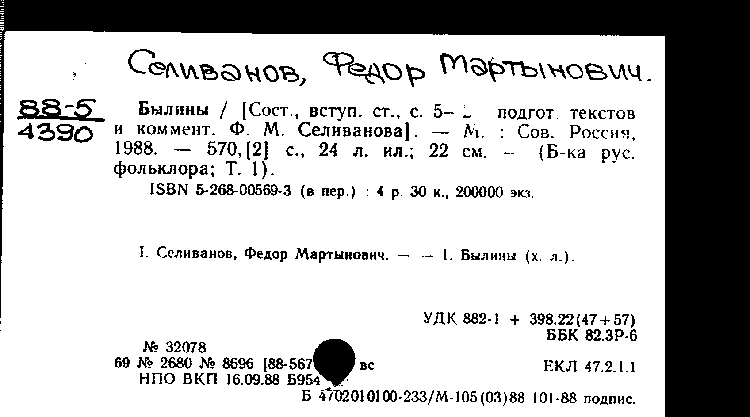 Селиванов, Федор Мартынович.
88-5
4390
Былины / [Сост., вступ. ст., с. 5- подгот. текстов
и коммент. Ф. М. Селиванова]. — М. : Сов. Россия,
1988. — 570,[2] с., 24 л. ил.; 22 см. — (Б-ка рус.
фольклора; Т. 1).
ISBN 5-268-00569-3 (в пер.) : 4 р. 30 к., 200000 экз.
I. Селиванов, Федор Мартынович. — — 1. Былины (х. л.).
УДК 882-1 + 398.22(47+57)
ББК 82.3Р-6
№ 32078
69 № 2680 № 8696 [88-567 вс
ЕКЛ 47.2.1.1
НПО ВКП 16.09.88 Б954
Б 4702010100-233/М-105(03)88 101-88 подпис.